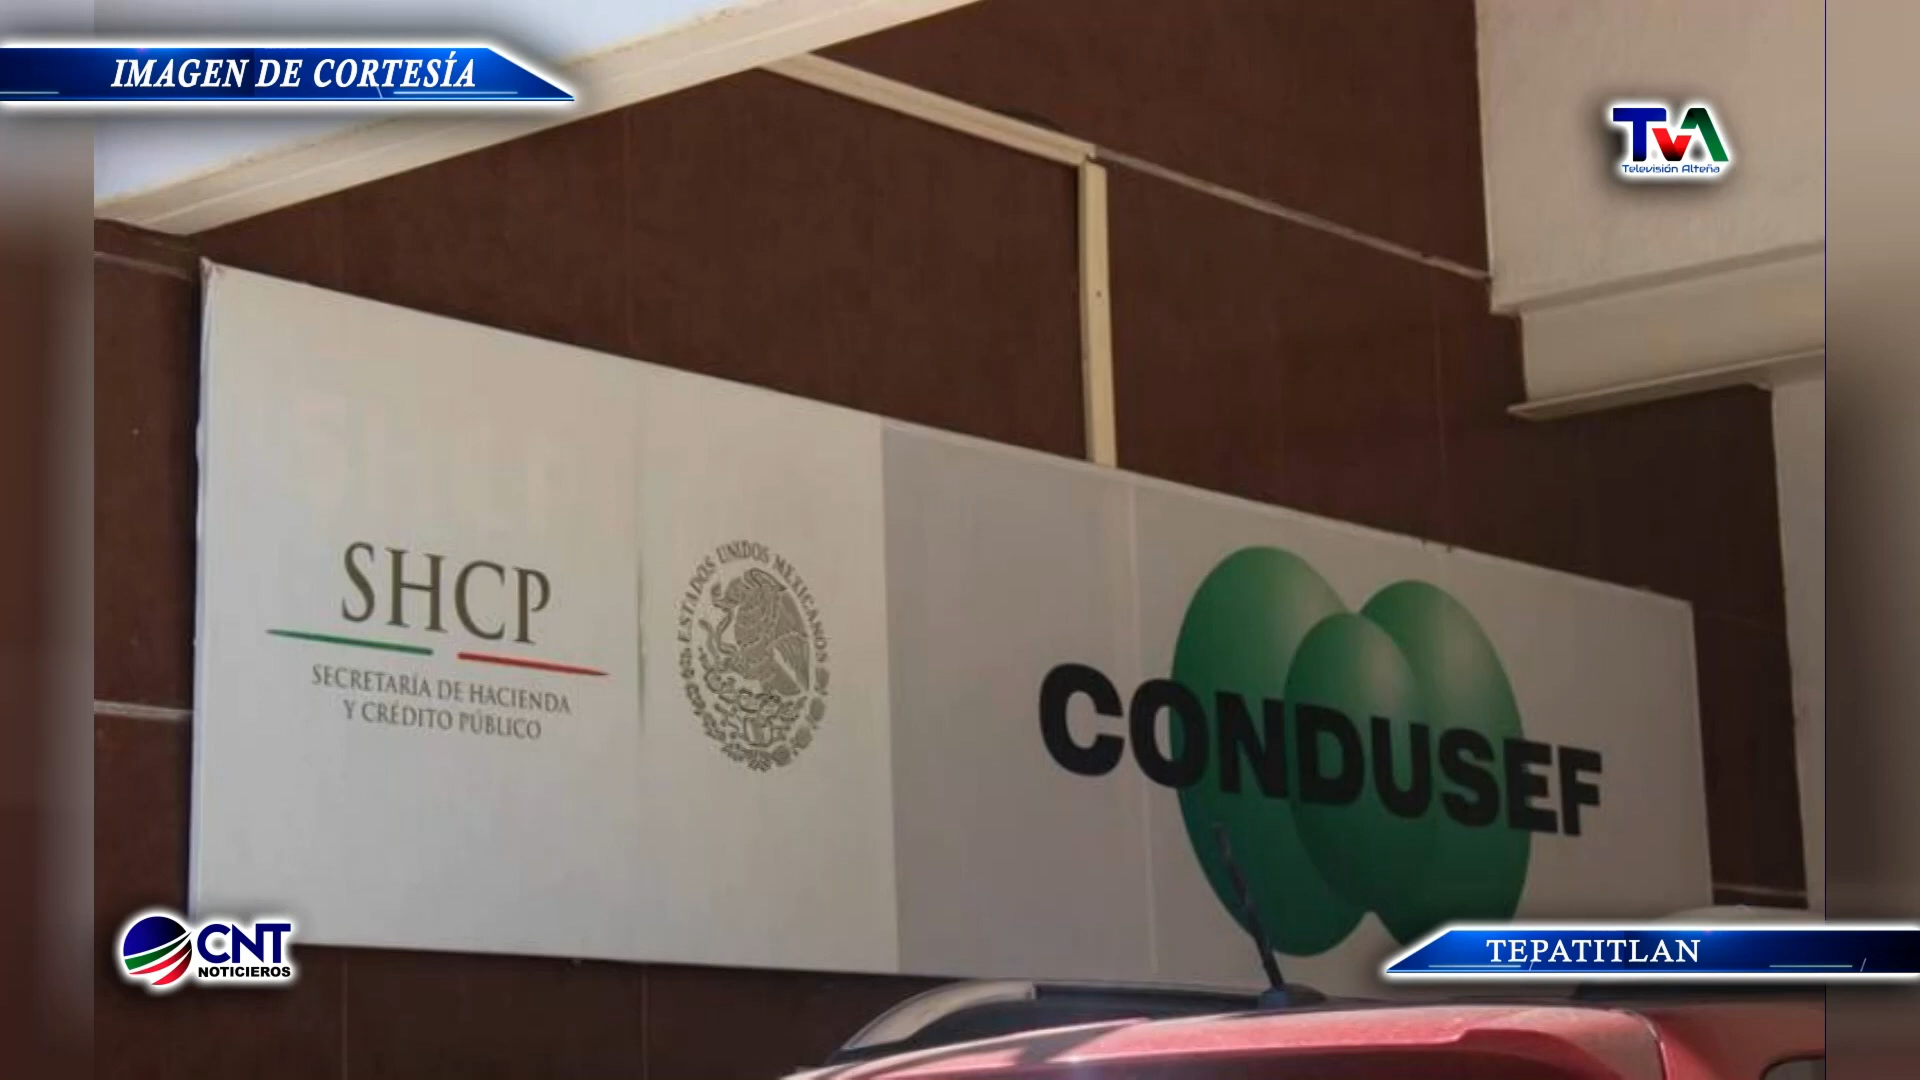 IMAGEN DE CORTESÍA
TVA
Televisión Alteña
SHCP
SECRETARÍA DE HACIENDA
Y CRÉDITO PÚBLICO
ESTADOS UNIDOS MEXICANOS
CONDUSEF
CNT
NOTICIEROS
TEPATITLAN